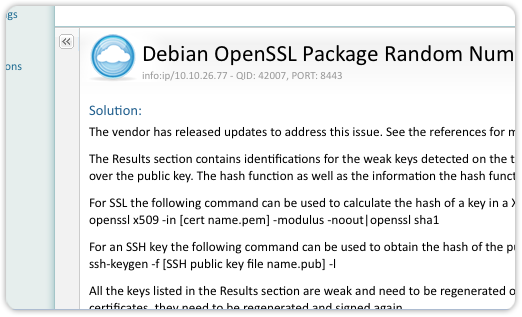 gs
ons
Debian OpenSSL Package Random Num
info:ip/10.10.26.77 - QID: 42007, PORT: 8443
Solution:
The vendor has released updates to address this issue. See the references for m
The Results section contains identifications for the weak keys detected on the t
over the public key. The hash function as well as the information the hash funct
For SSL the following command can be used to calculate the hash of a key in a X
openssl x509 -in [cert name.pem] -modulus -noout|openssl sha1
For an SSH key the following command can be used to obtain the hash of the pu
ssh-keygen -f [SSH public key file name.pub] -l
All the keys listed in the Results section are weak and need to be regenerated o
certificates, they need to be regenerated and signed again